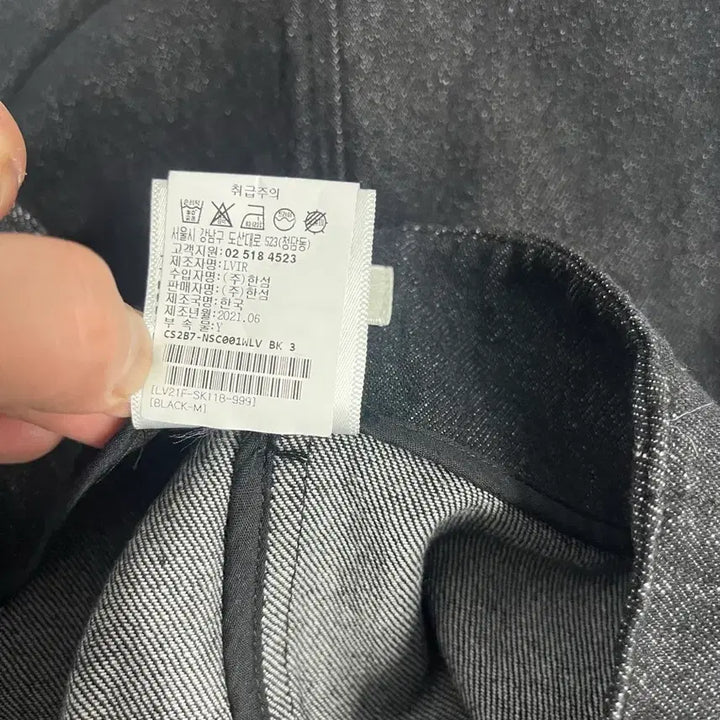 취급주의
서울시 강남구 도산대로 523(청담동)
고객지원: 02 518 4523
제조자명:LVIR
수입자명:(주)한섬
판매자명:(주)한섬
제조국명:한국
제조년월:2021.06
부 속 물:Y
CS2B7-NSC001WLV BK 3
[LV21F-SK11B-999]
[BLACK-M]